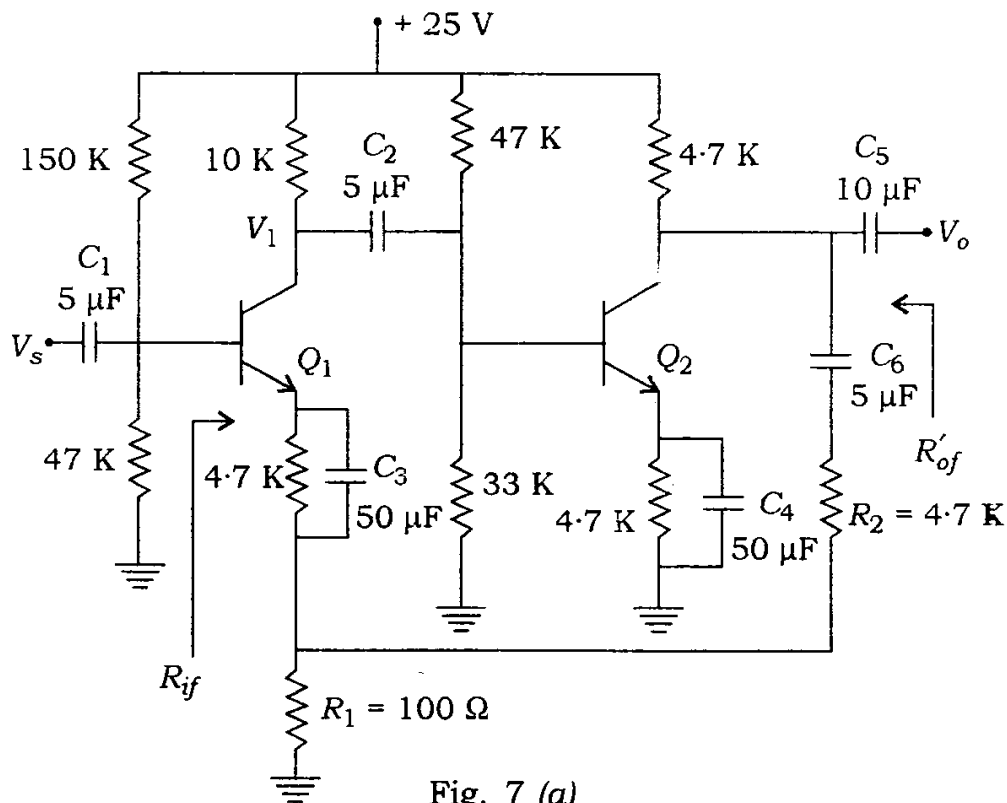 + 25 V
150 K
10 K
C2
5 μF
47 K
4·7 K
C5
10 μF
V1
Vo
C1
5 μF
Vs
Q1
Q2
C6
5 μF
R'of
47 K
4·7 K
C3
50 μF
33 K
4·7 K
C4
50 μF
R2 = 4·7 K
Rif
R1 = 100 Ω
Fig. 7 (a)